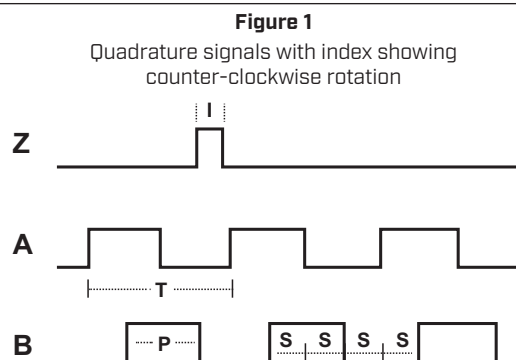 Figure 1
Quadrature signals with index showing
counter-clockwise rotation
I
Z
A
T
B
P
S S S S